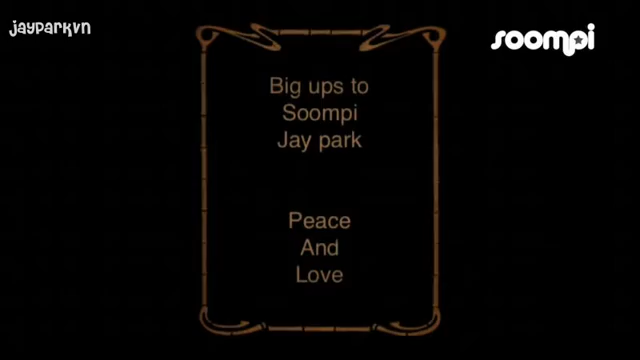 jayparkvn
soompi
Big ups to
Soompi
Jay park
Peace
And
Love